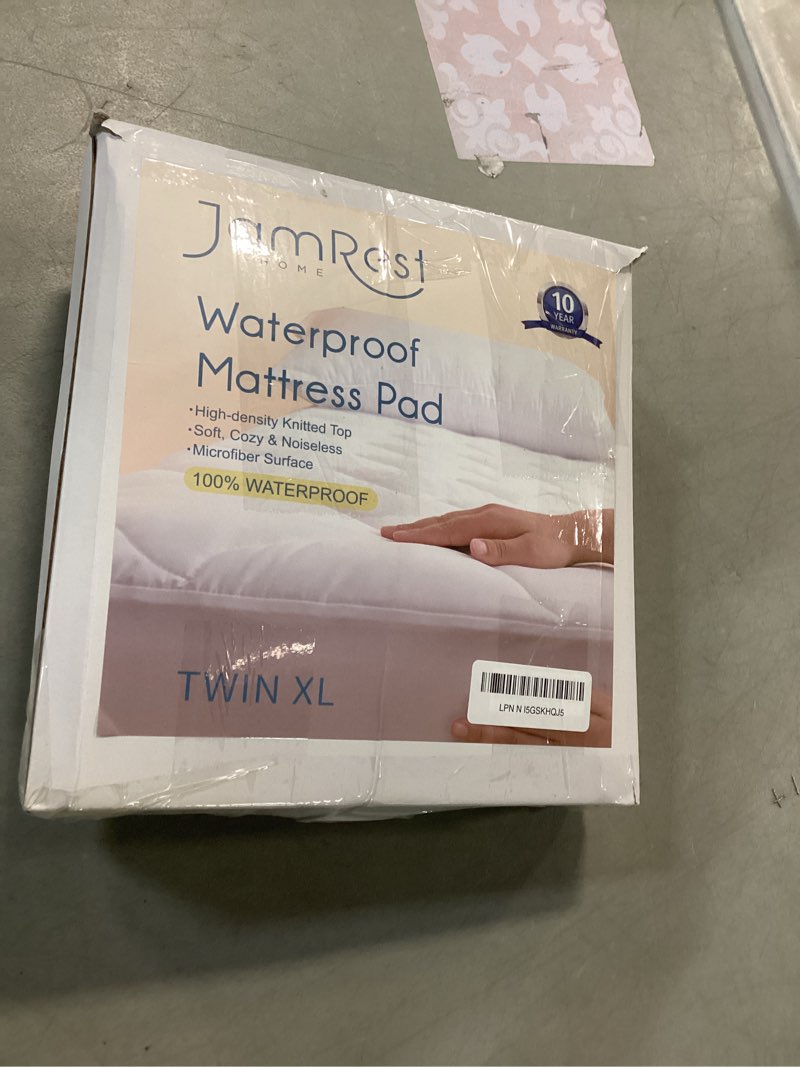 JamRest
HOME
10
YEAR
WARRANTY
Waterproof
Mattress Pad
·High-density Knitted Top
·Soft, Cozy & Noiseless
·Microfiber Surface
100% WATERPROOF
TWIN XL
LPN N I5GSKHQJ5